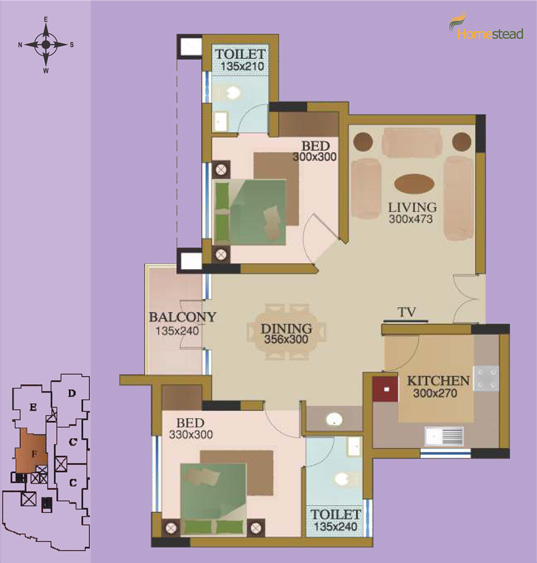 E
N
S
W
Homestead
TOILET
135x210
BED
300x300
LIVING
300x473
BALCONY
135x240
DINING
356x300
TV
KITCHEN
300x270
BED
330x300
TOILET
135x240
D
E
C'
F
C